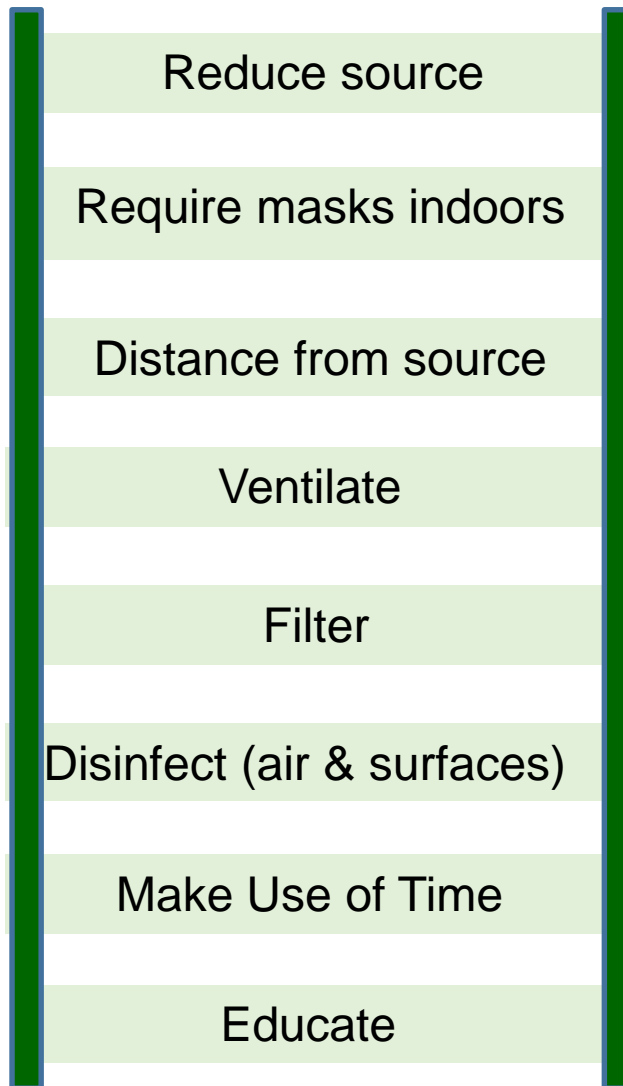 Reduce source
Require masks indoors
Distance from source
Ventilate
Filter
Disinfect (air & surfaces)
Make Use of Time
Educate